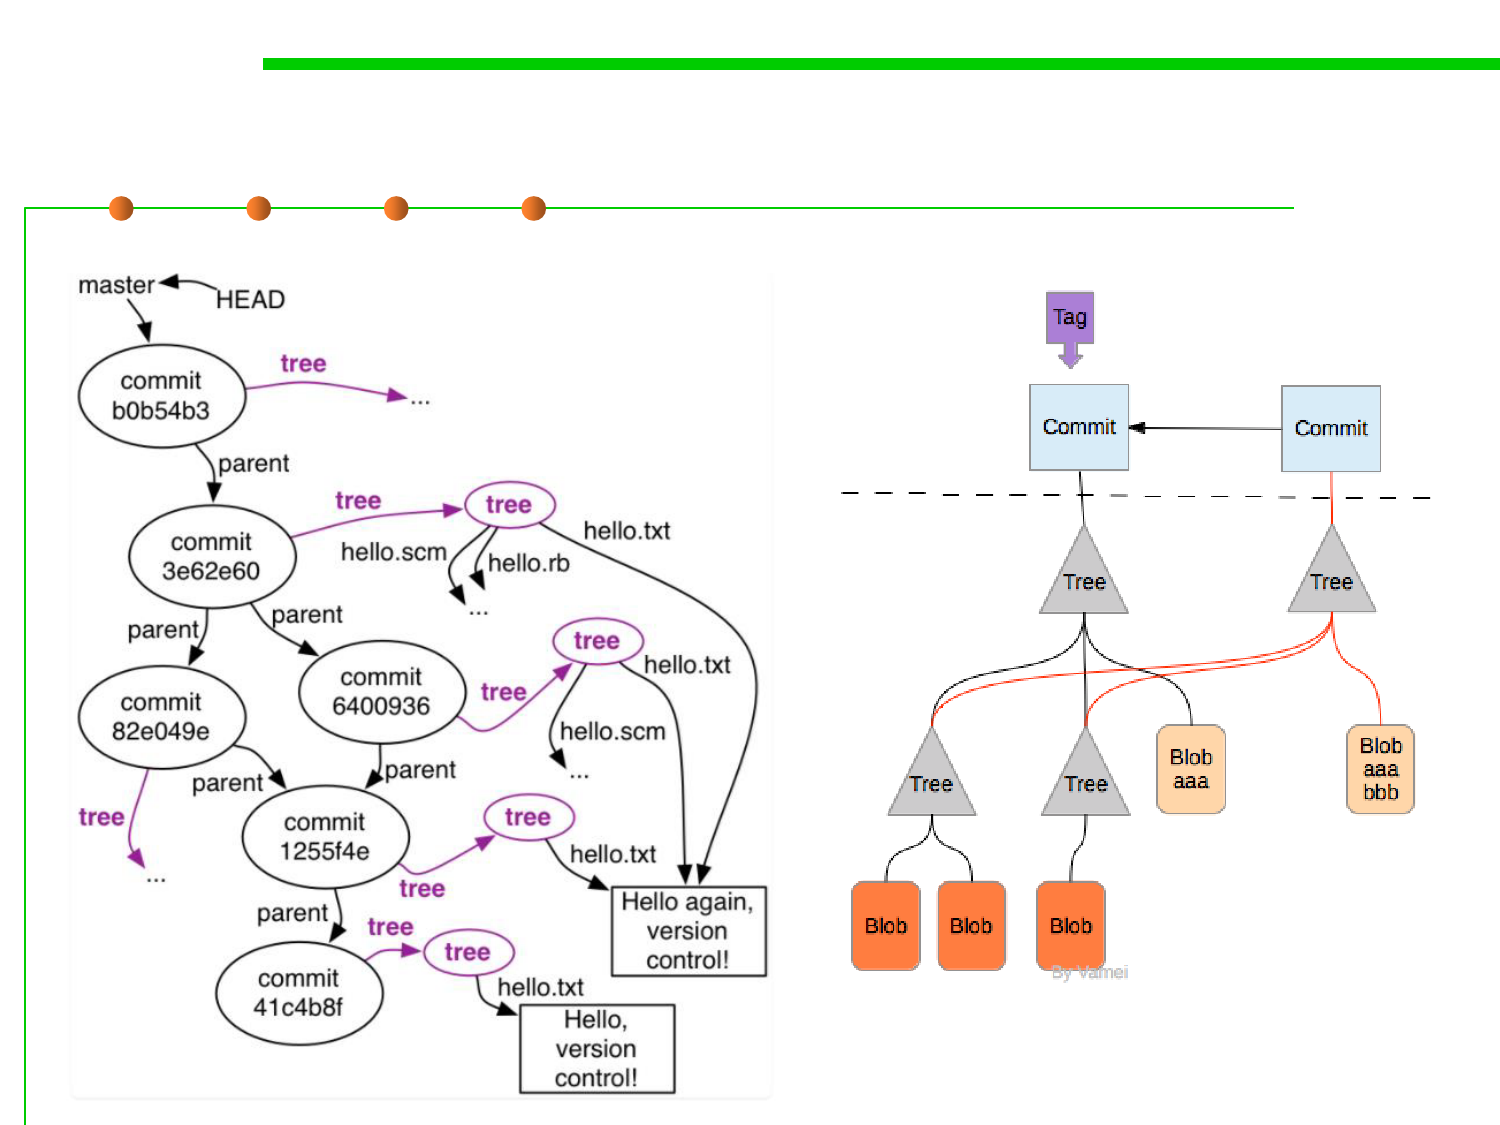 master
HEAD
tree
commit
b0b54b3
...
parent
tree
tree
hello.txt
commit
3e62e60
hello.scm
hello.rb
...
parent
parent
tree
hello.txt
commit
6400936
tree
commit
82e049e
hello.scm
...
parent
parent
tree
...
commit
1255f4e
tree
hello.txt
tree
Hello again,
version
control!
parent
tree
tree
commit
41c4b8f
hello.txt
Hello,
version
control!
Tag
Commit
Commit
Tree
Tree
Tree
Tree
Blob
aaa
Blob
aaa
bbb
Blob
Blob
Blob
By Vamei